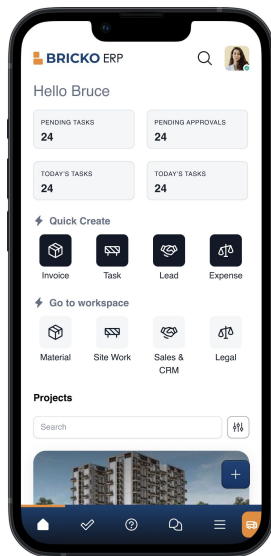 BRICKO ERP
Hello Bruce
PENDING TASKS
24
PENDING APPROVALS
24
TODAY'S TASKS
24
TODAY'S TASKS
24
Quick Create
Invoice
Task
Lead
Expense
Go to workspace
Material
Site Work
Sales &
CRM
Legal
Projects
Search